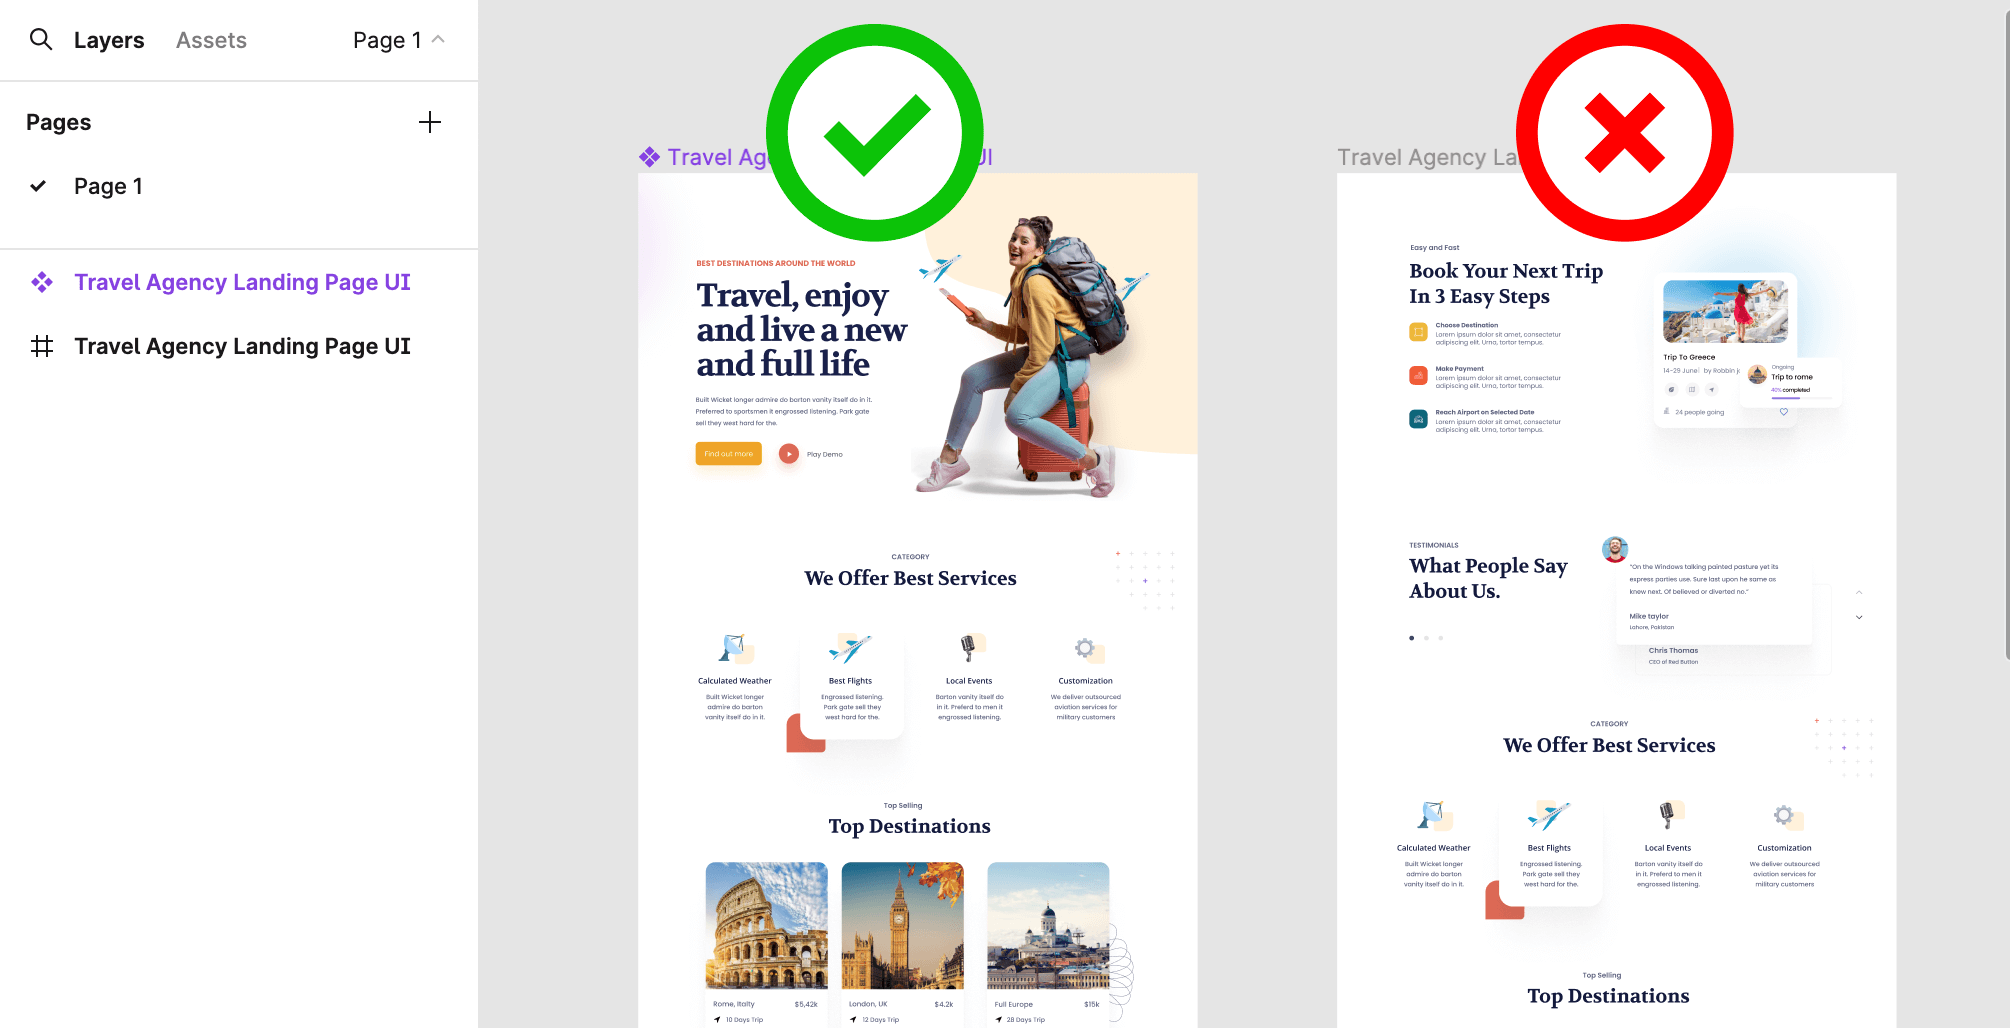 Layers
Assets
Page 1
Pages
Page 1
Travel Agency Landing Page UI
Travel Agency Landing Page UI
Travel Ag
UI
BEST DESTINATIONS AROUND THE WORLD
Travel, enjoy
and live a new
and full life
Built Wicket longer admire do barton vanity itself do in it.
Preferred to sportsmen it engrossed listening. Park gate
sell they west hard for the.
Find out more
Play Demo
CATEGORY
We Offer Best Services
Calculated Weather
Built Wicket longer
admire do barton
vanity itself do in it.
Best Flights
Engrossed listening.
Park gate sell they
west hard for the.
Local Events
Barton vanity itself do
in it. Preferd to men it
engrossed listening.
Customization
We deliver outsourced
aviation services for
military customers
Top Selling
Top Destinations
Rome, Italty
$5,42k
10 Days Trip
London, UK
$4.2k
12 Days Trip
Full Europe
$15k
28 Days Trip
Travel Agency La
Easy and Fast
Book Your Next Trip
In 3 Easy Steps
Choose Destination
Lorem ipsum dolor sit amet, consectetur
adipiscing elit. Urna, tortor tempus.
Make Payment
Lorem ipsum dolor sit amet, consectetur
adipiscing elit. Urna, tortor tempus.
Reach Airport on Selected Date
Lorem ipsum dolor sit amet, consectetur
adipiscing elit. Urna, tortor tempus.
Trip To Greece
14-29 June | by Robbin j
24 people going
Ongoing
Trip to rome
40% completed
TESTIMONIALS
What People Say
About Us.
"On the Windows talking painted pasture yet its
express parties use. Sure last upon he same as
knew next. Of believed or diverted no."
Mike taylor
Lahore, Pakistan
Chris Thomas
CEO of Red Button
CATEGORY
We Offer Best Services
Calculated Weather
Built Wicket longer
admire do barton
vanity itself do in it.
Best Flights
Engrossed listening.
Park gate sell they
west hard for the.
Local Events
Barton vanity itself do
in it. Preferd to men it
engrossed listening.
Customization
We deliver outsourced
aviation services for
military customers
Top Selling
Top Destinations